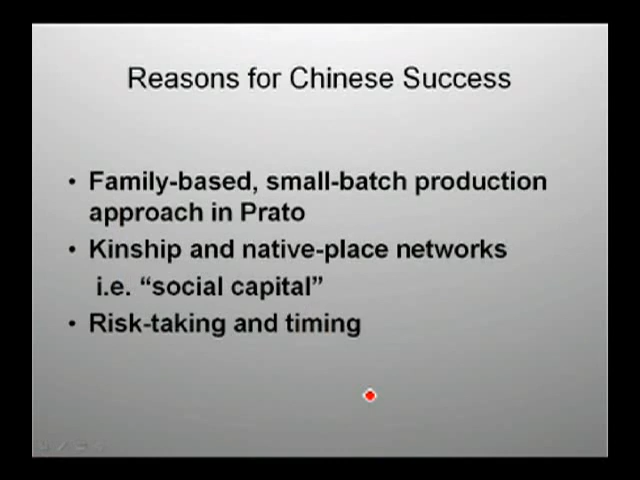 Reasons for Chinese Success
• Family-based, small-batch production
approach in Prato
• Kinship and native-place networks
i.e. “social capital”
• Risk-taking and timing